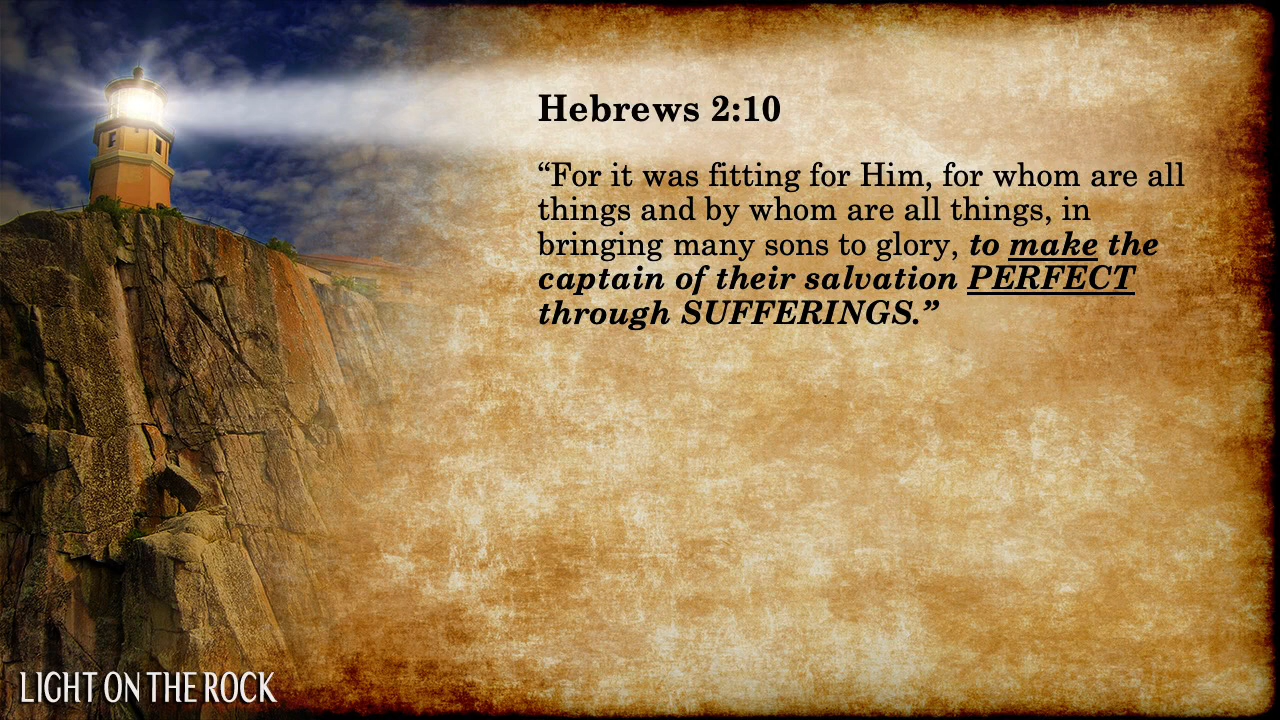 Hebrews 2:10
“For it was fitting for Him, for whom are all
things and by whom are all things, in
bringing many sons to glory, to make the
captain of their salvation PERFECT
through SUFFERINGS.”
LIGHT ON THE ROCK